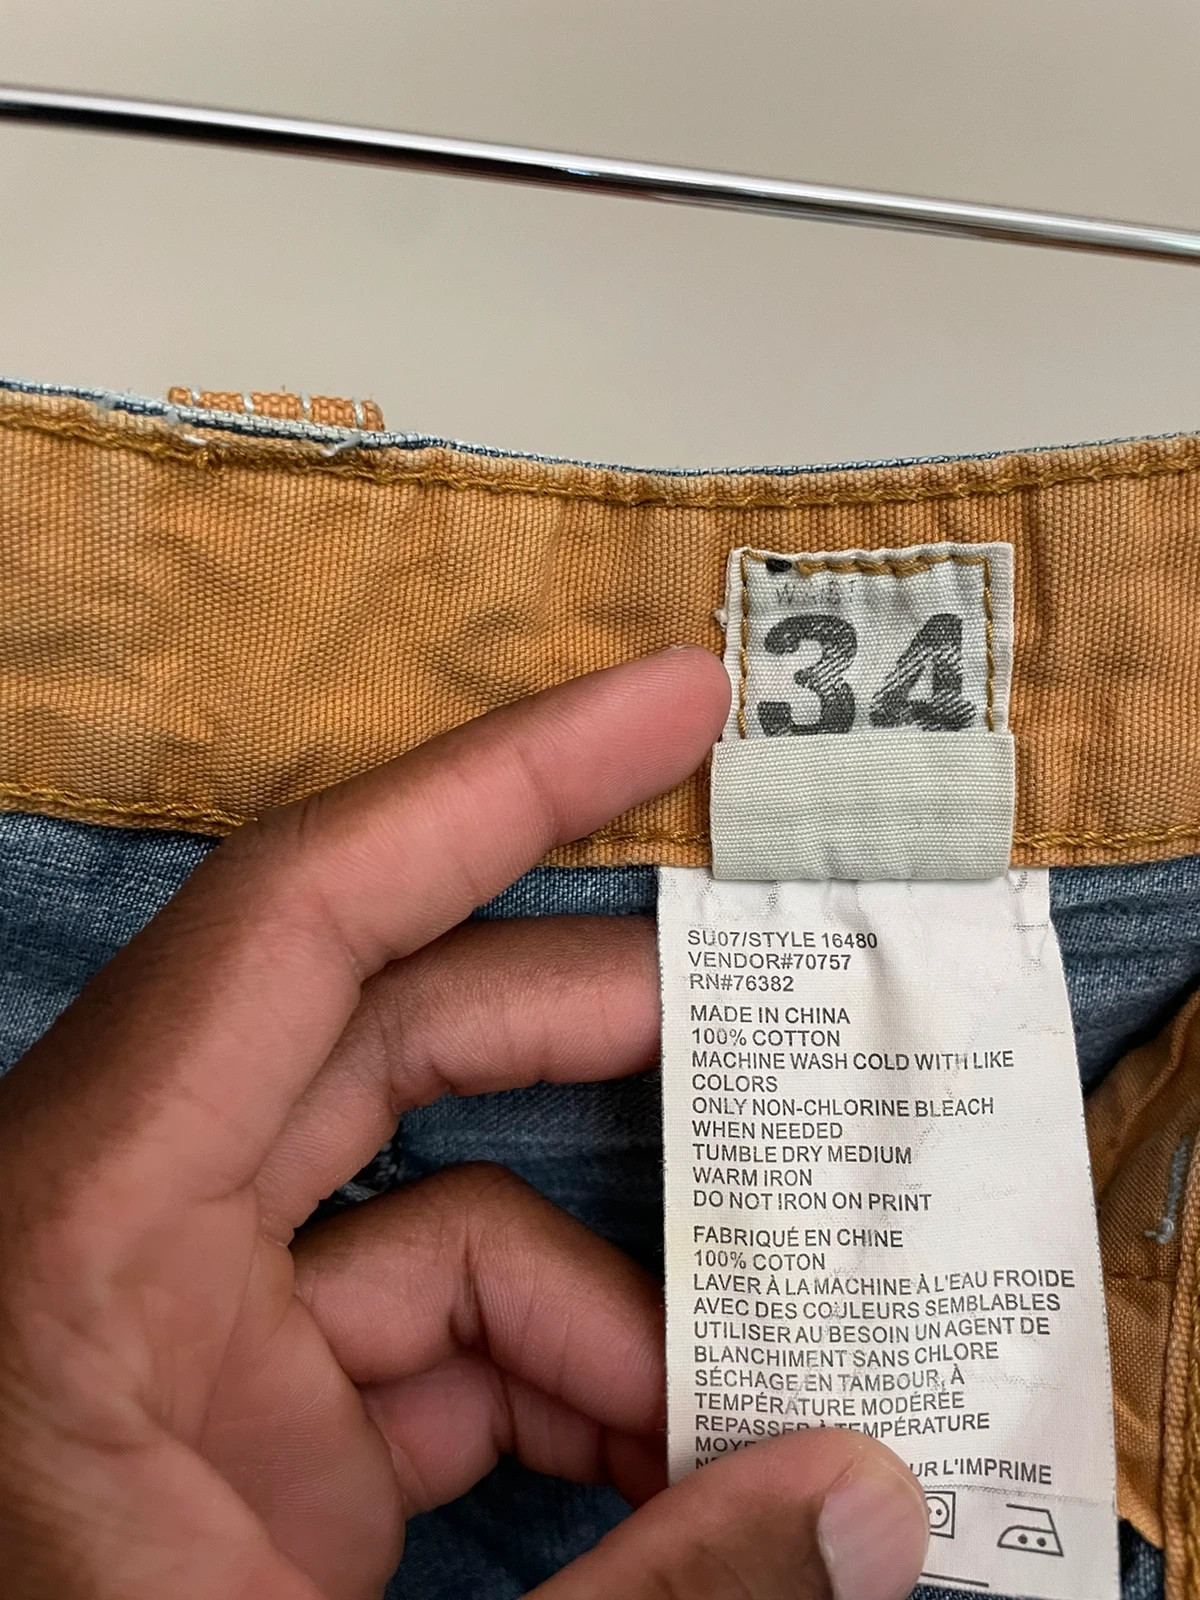 34
SU07/STYLE 16480
VENDOR#70757
RN#76382
MADE IN CHINA
100% COTTON
MACHINE WASH COLD WITH LIKE
COLORS
ONLY NON-CHLORINE BLEACH
WHEN NEEDED
TUMBLE DRY MEDIUM
WARM IRON
DO NOT IRON ON PRINT
FABRIQUÉ EN CHINE
100% COTON
LAVER À LA MACHINE À L'EAU FROIDE
AVEC DES COULEURS SEMBLABLES
UTILISER AU BESOIN UN AGENT DE
BLANCHIMENT SANS CHLORE
SÉCHAGE EN TAMBOUR, À
TEMPÉRATURE MODÉRÉE
REPASSER À TEMPÉRATURE
L'IMPRIME